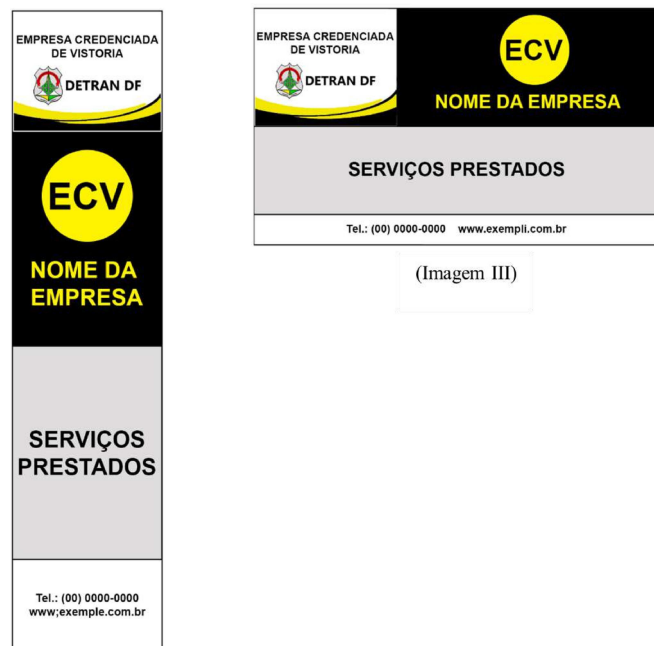 EMPRESA CREDENCIADA
DE VISTORIA
DETRAN DF
ECV
NOME DA
EMPRESA
SERVIÇOS
PRESTADOS
Tel.: (00) 0000-0000
www;exemple.com.br
EMPRESA CREDENCIADA
DE VISTORIA
DETRAN DF
ECV
NOME DA EMPRESA
SERVIÇOS PRESTADOS
Tel.: (00) 0000-0000 www.exempli.com.br
(Imagem III)